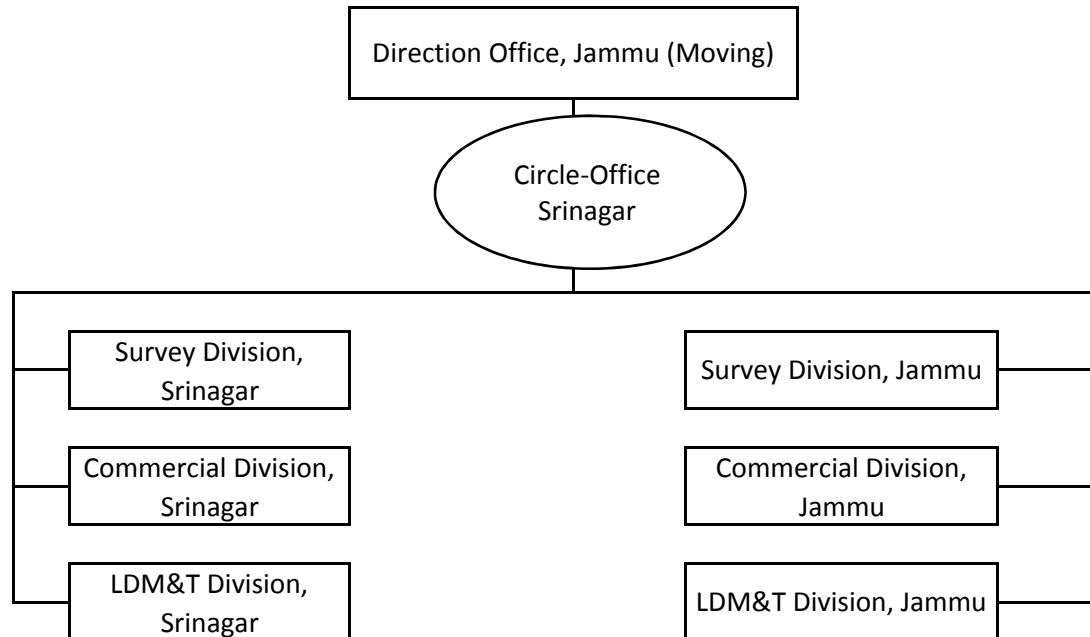 Direction Office, Jammu (Moving)
Circle-Office
Srinagar
Survey Division,
Srinagar
Survey Division, Jammu
Commercial Division,
Srinagar
Commercial Division,
Jammu
LDM&T Division,
Srinagar
LDM&T Division, Jammu